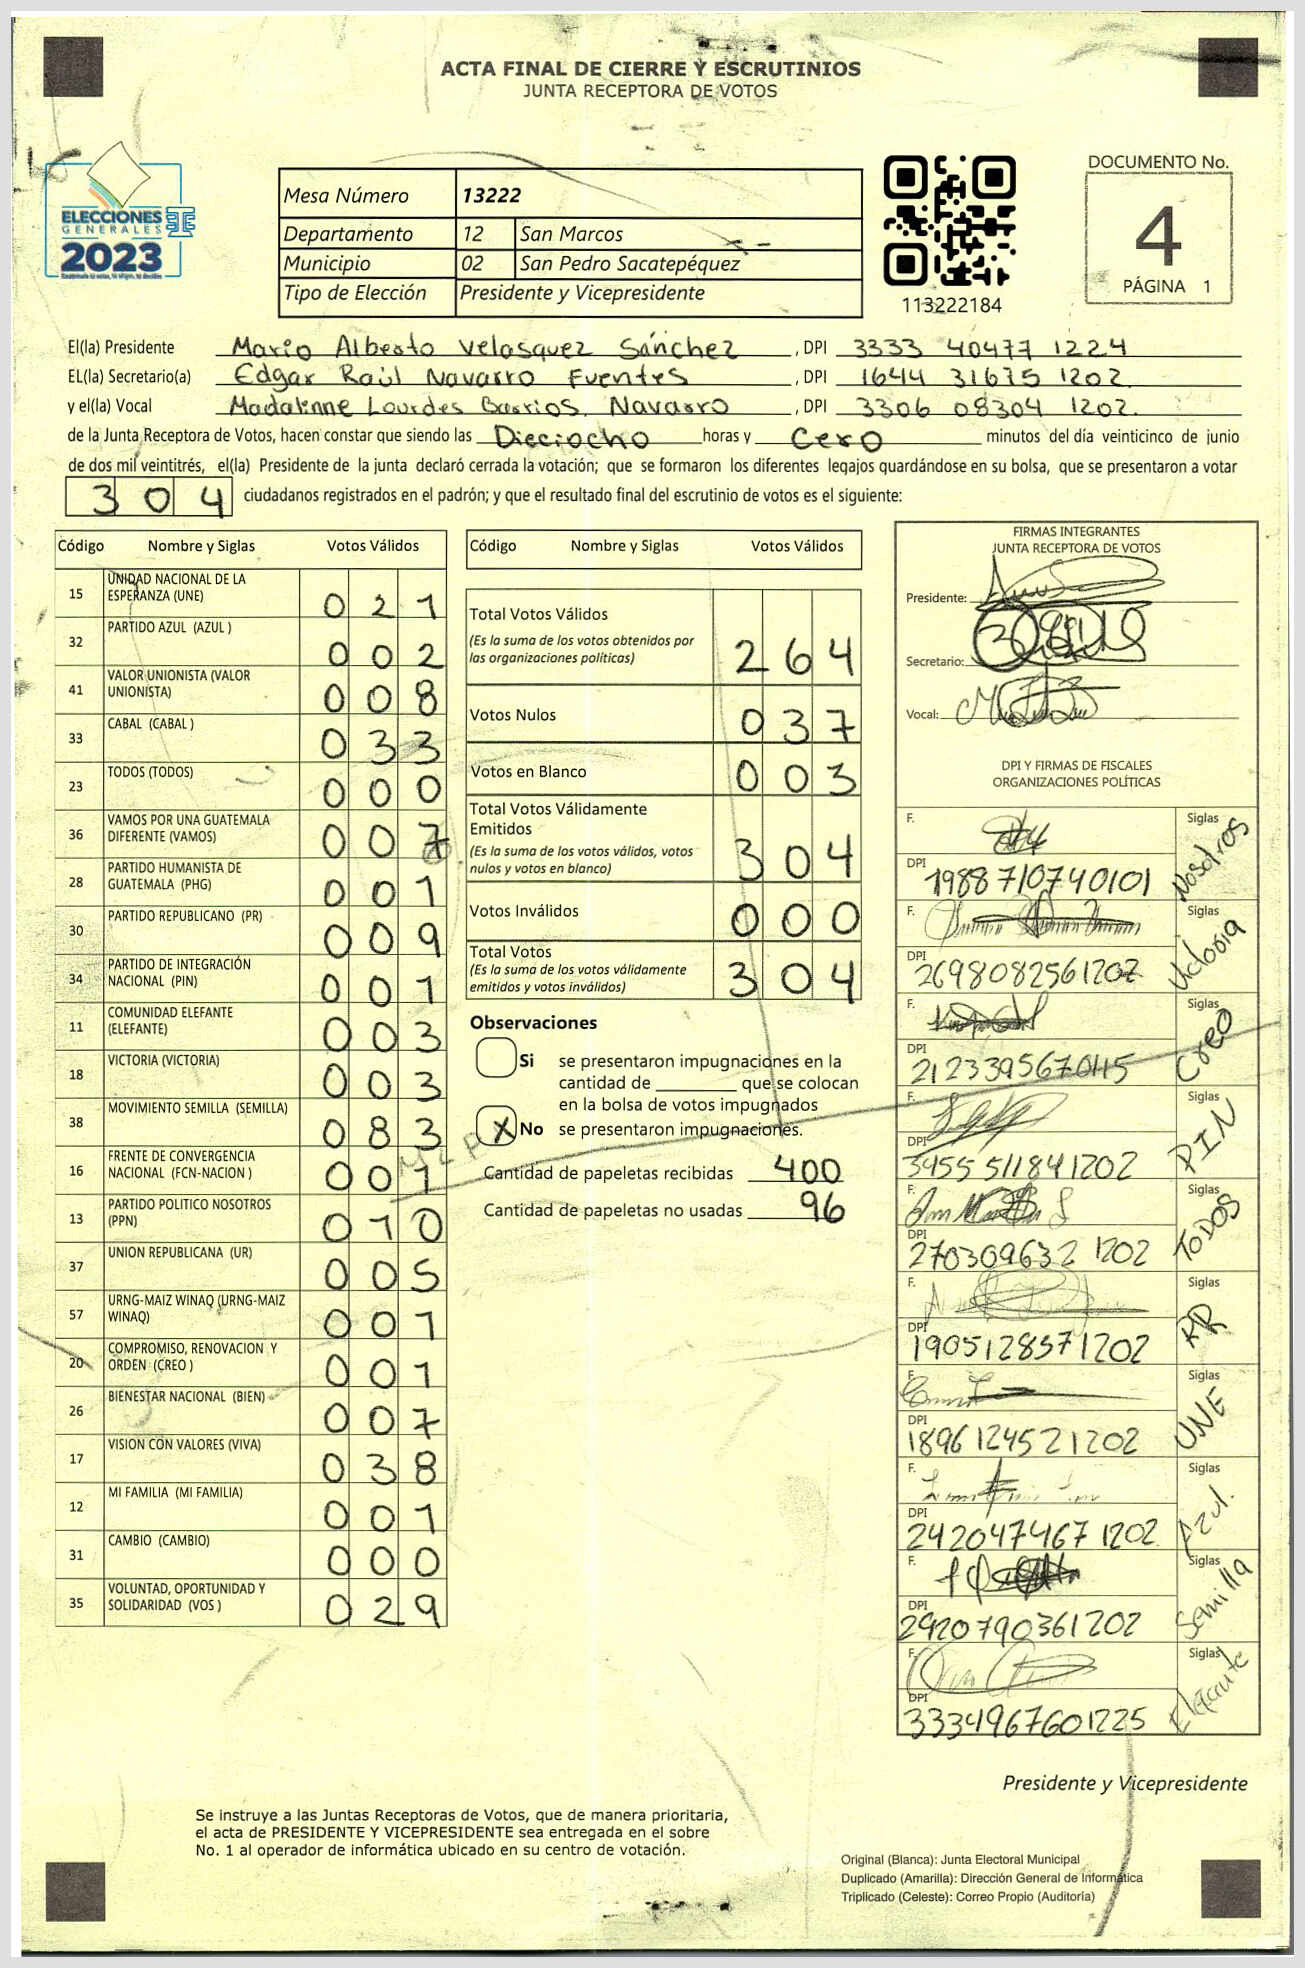 ACTA FINAL DE CIERRE Y ESCRUTINIOS
JUNTA RECEPTORA DE VOTOS
ELECCIONES
GENERALES
2023
Mesa Número 13222
Departamento 12 San Marcos
Municipio 02 San Pedro Sacatepéquez
Tipo de Elección Presidente y Vicepresidente
113222184
DOCUMENTO No.
4
PÁGINA 1
El(la) Presidente Mario Alberto Velasquez Sánchez , DPI 3333 40477 1224
EL(la) Secretario(a) Edgar Raúl Navarro Fuentes , DPI 1644 31675 1202
y el(la) Vocal Madalinne Lourdes Barrios Navarro , DPI 3306 08304 1202.
de la Junta Receptora de Votos, hacen constar que siendo las Dieciocho horas y Cero minutos del día veinticinco de junio
de dos mil veintitrés, el(la) Presidente de la junta declaró cerrada la votación; que se formaron los diferentes legajos quardándose en su bolsa, que se presentaron a votar
304 ciudadanos registrados en el padrón; y que el resultado final del escrutinio de votos es el siguiente:
Código Nombre y Siglas Votos Válidos
15 UNIDAD NACIONAL DE LA ESPERANZA (UNE) 021
32 PARTIDO AZUL (AZUL ) 002
41 VALOR UNIONISTA (VALOR UNIONISTA) 008
33 CABAL (CABAL ) 033
23 TODOS (TODOS) 000
36 VAMOS POR UNA GUATEMALA DIFERENTE (VAMOS) 007
28 PARTIDO HUMANISTA DE GUATEMALA (PHG) 001
30 PARTIDO REPUBLICANO (PR) 009
34 PARTIDO DE INTEGRACIÓN NACIONAL (PIN) 001
11 COMUNIDAD ELEFANTE (ELEFANTE) 003
18 VICTORIA (VICTORIA) 003
38 MOVIMIENTO SEMILLA (SEMILLA) 083
16 FRENTE DE CONVERGENCIA NACIONAL (FCN-NACION ) 001
13 PARTIDO POLITICO NOSOTROS (PPN) 010
37 UNION REPUBLICANA (UR) 005
57 URNG-MAIZ WINAQ (URNG-MAIZ WINAQ) 001
20 COMPROMISO, RENOVACION Y ORDEN (CREO ) 001
26 BIENESTAR NACIONAL (BIEN) 007
17 VISION CON VALORES (VIVA) 038
12 MI FAMILIA (MI FAMILIA) 001
31 CAMBIO (CAMBIO) 000
35 VOLUNTAD, OPORTUNIDAD Y SOLIDARIDAD (VOS ) 029
Código Nombre y Siglas Votos Válidos
Total Votos Válidos
(Es la suma de los votos obtenidos por
las organizaciones políticas) 264
Votos Nulos 037
Votos en Blanco 003
Total Votos Válidamente
Emitidos
(Es la suma de los votos válidos, votos
nulos y votos en blanco) 304
Votos Inválidos 000
Total Votos
(Es la suma de los votos válidamente
emitidos y votos inválidos) 304
Observaciones
Si se presentaron impugnaciones en la
cantidad de ________ que se colocan
en la bolsa de votos impugnados
X No se presentaron impugnaciones.
Cantidad de papeletas recibidas 400
Cantidad de papeletas no usadas 96
FIRMAS INTEGRANTES
JUNTA RECEPTORA DE VOTOS
Presidente:
Secretario:
Vocal:
DPI Y FIRMAS DE FISCALES
ORGANIZACIONES POLÍTICAS
F. Siglas Nosotros
DPI 1988710740101
F. Siglas Victoria
DPI 2698082561202
F. Siglas Creo
DPI 2123395670115
F. Siglas PIN
DPI 3455511841202
F. Siglas TODOS
DPI 270309632 1202
F. Siglas PR
DPI 1905128571202
F. Siglas UNE
DPI 1896124521202
F. Siglas Azul.
DPI 242047467 1202
F. Siglas Semilla
DPI 2920790361202
F. Siglas Elefante
DPI 3334967601225
Presidente y Vicepresidente
Se instruye a las Juntas Receptoras de Votos, que de manera prioritaria,
el acta de PRESIDENTE Y VICEPRESIDENTE sea entregada en el sobre
No. 1 al operador de informática ubicado en su centro de votación.
Original (Blanca): Junta Electoral Municipal
Duplicado (Amarilla): Dirección General de Informática
Triplicado (Celeste): Correo Propio (Auditoría)